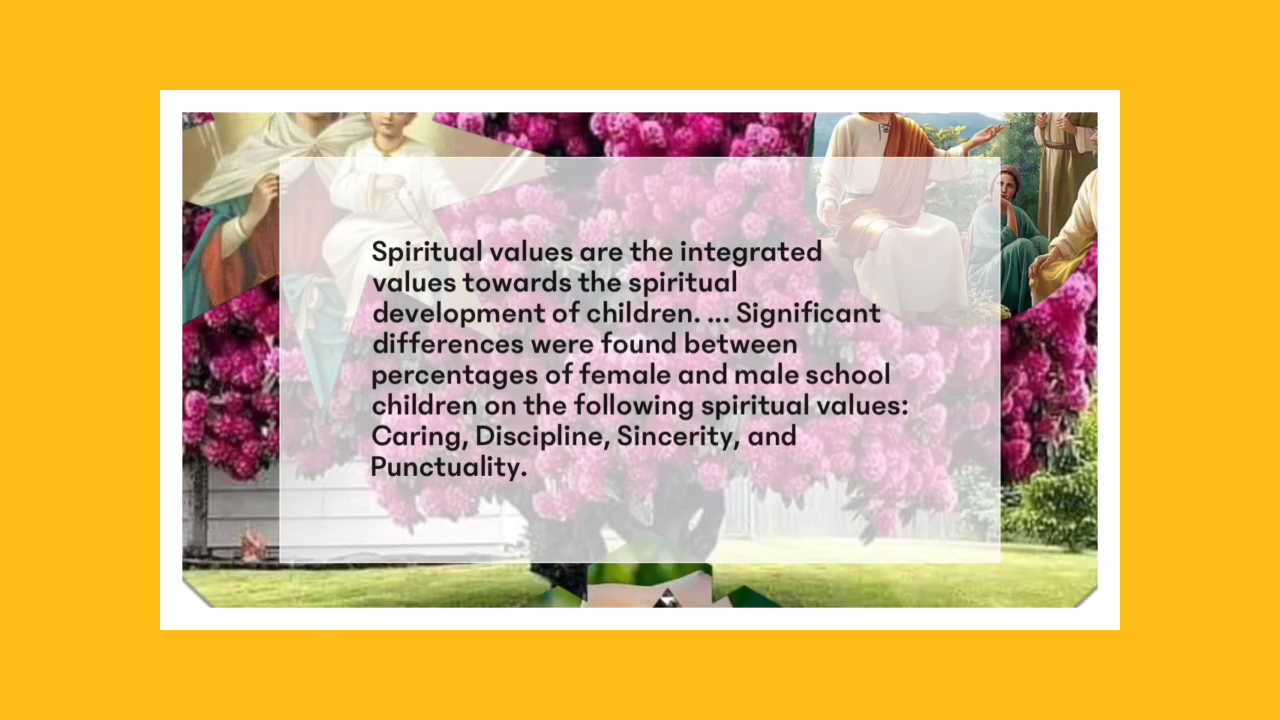 Spiritual values are the integrated
values towards the spiritual
development of children. ... Significant
differences were found between
percentages of female and male school
children on the following spiritual values:
Caring, Discipline, Sincerity, and
Punctuality.